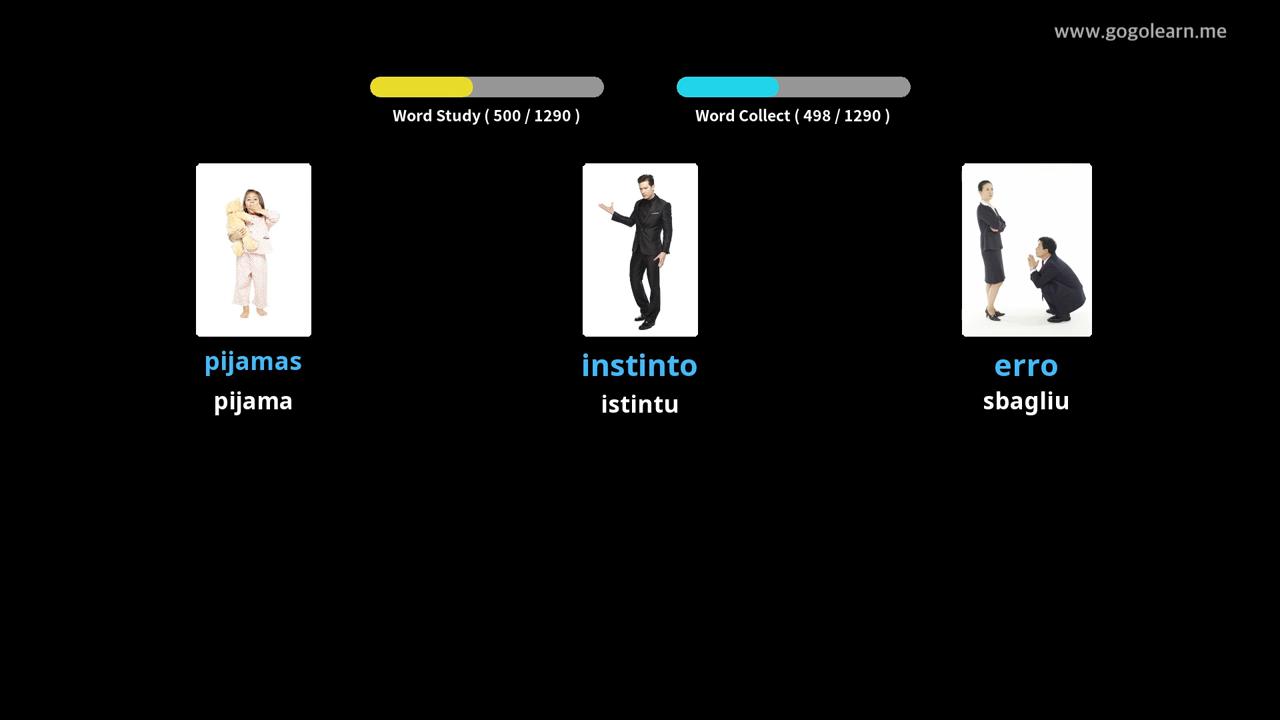 www.gogolearn.me
Word Study ( 500 / 1290 )
Word Collect ( 498 / 1290 )
pijamas
pijama
instinto
istintu
erro
sbagliu